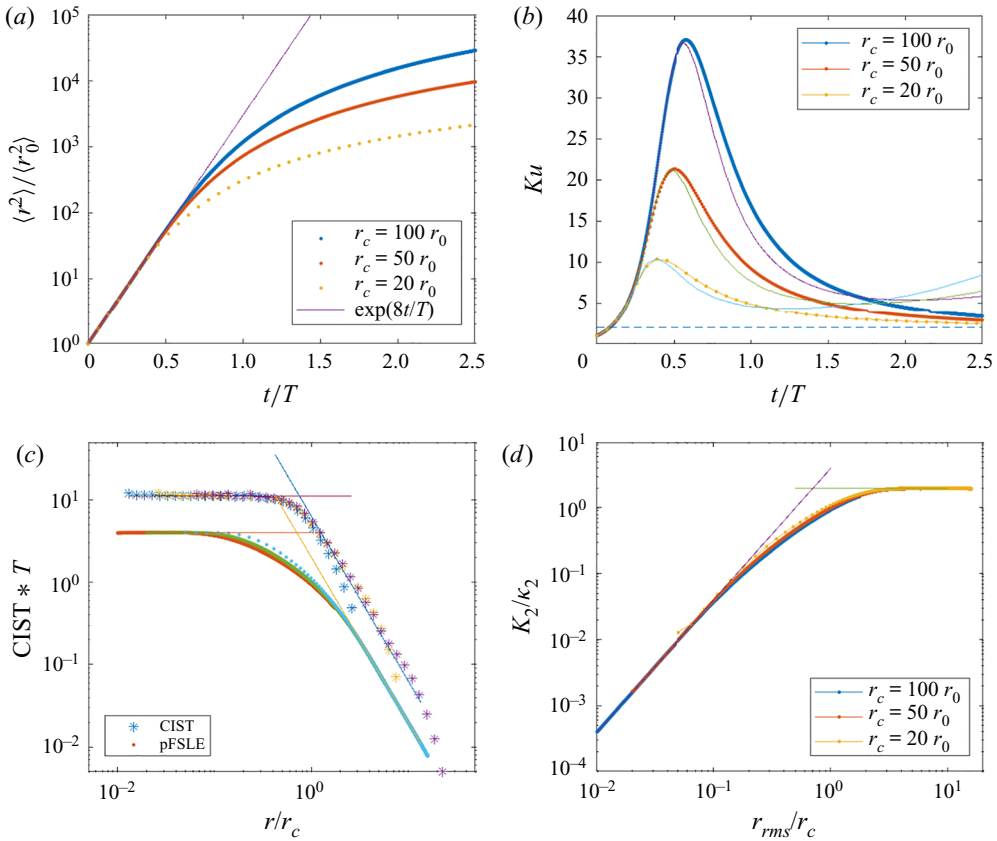 (a)
10^5
10^4
10^3
10^2
10^1
10^0
⟨r^2⟩/⟨r_0^2⟩
0 0.5 1.0 1.5 2.0 2.5
t/T
r_c = 100 r_0
r_c = 50 r_0
r_c = 20 r_0
exp(8t/T)
(b)
40
35
30
25
20
15
10
5
Ku
0 0.5 1.0 1.5 2.0 2.5
t/T
r_c = 100 r_0
r_c = 50 r_0
r_c = 20 r_0
(c)
10^1
10^0
10^–1
10^–2
CIST * T
10^–2 10^0
r/r_c
CIST
pFSLE
(d)
10^1
10^0
10^–1
10^–2
10^–3
10^–4
K_2/κ_2
10^–2 10^–1 10^0 10^1
r_rms/r_c
r_c = 100 r_0
r_c = 50 r_0
r_c = 20 r_0